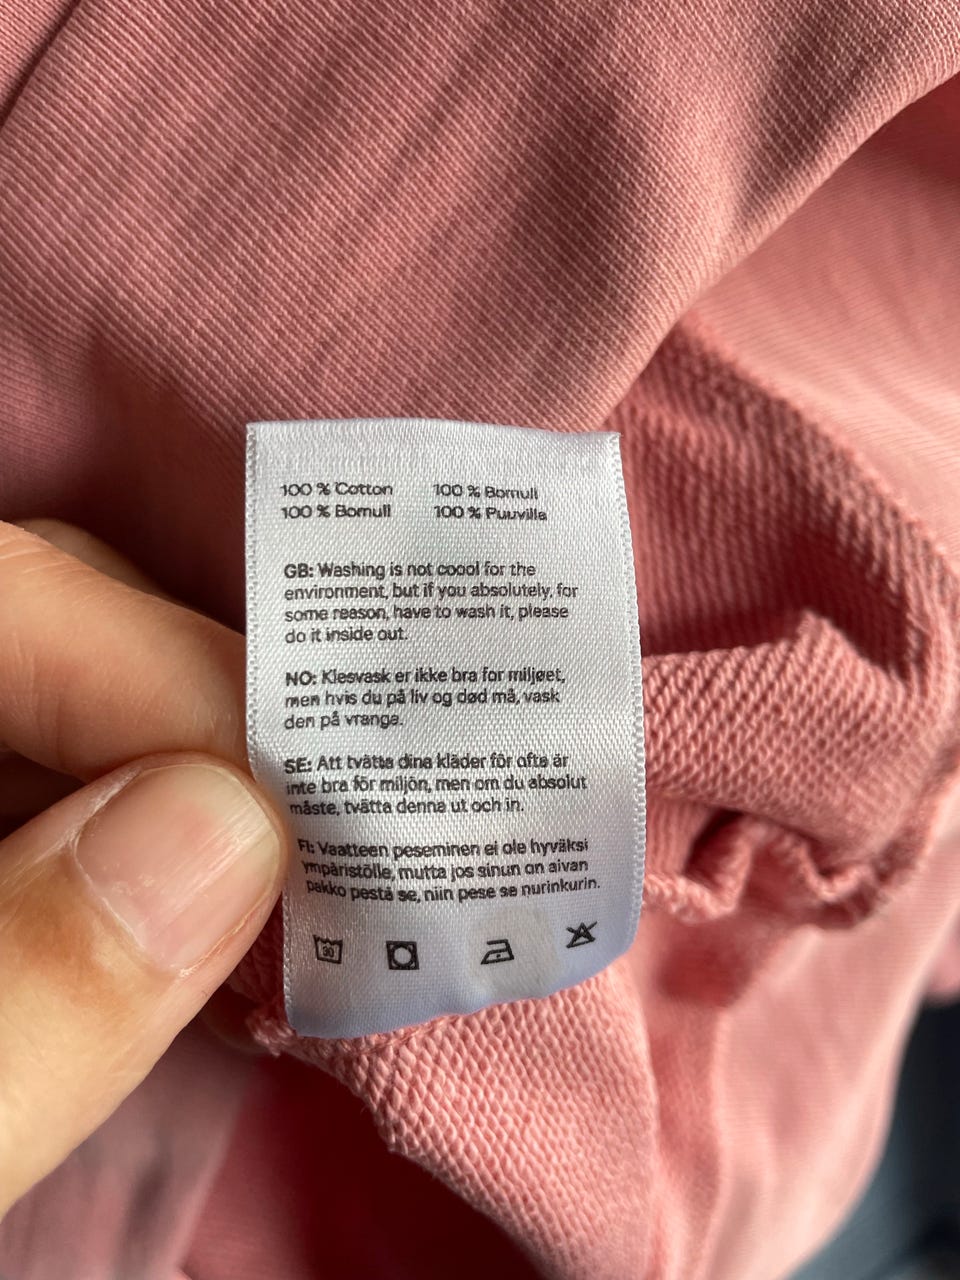 100 % Cotton 100 % Bomull
100 % Bomull 100 % Puuvilla
GB: Washing is not coool for the
environment, but if you absolutely, for
some reason, have to wash it, please
do it inside out.
NO: Klesvask er ikke bra for miljøet,
men hvis du på liv og død må, vask
den på vranga.
SE: Att tvätta dina kläder för ofta är
inte bra för miljön, men om du absolut
måste, tvätta denna ut och in.
FI: Vaatteen peseminen ei ole hyväksi
ympäristölle, mutta jos sinun on aivan
pakko pestä se, niin pese se nurinkurin.
30